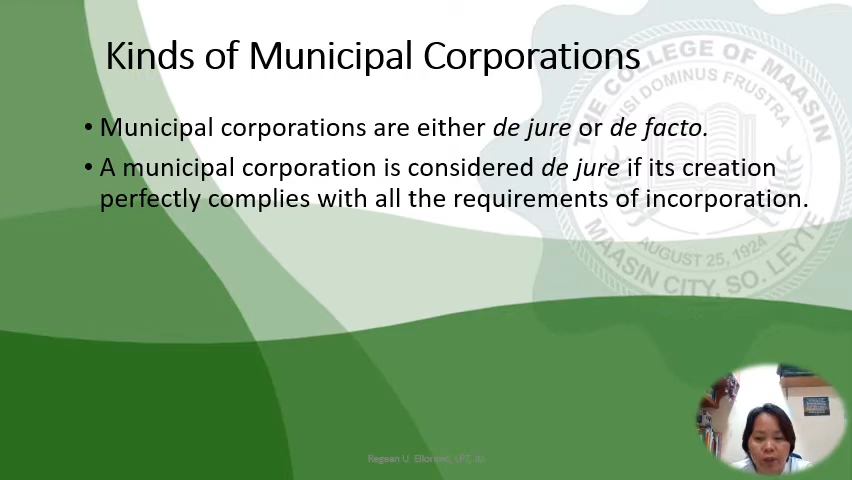 Kinds of Municipal Corporations
• Municipal corporations are either de jure or de facto.
• A municipal corporation is considered de jure if its creation
perfectly complies with all the requirements of incorporation.
THE COLLEGE OF MAASIN
NISI DOMINUS FRUSTRA
AUGUST 25, 1924
MAASIN CITY, SO. LEYTE
Regean U.